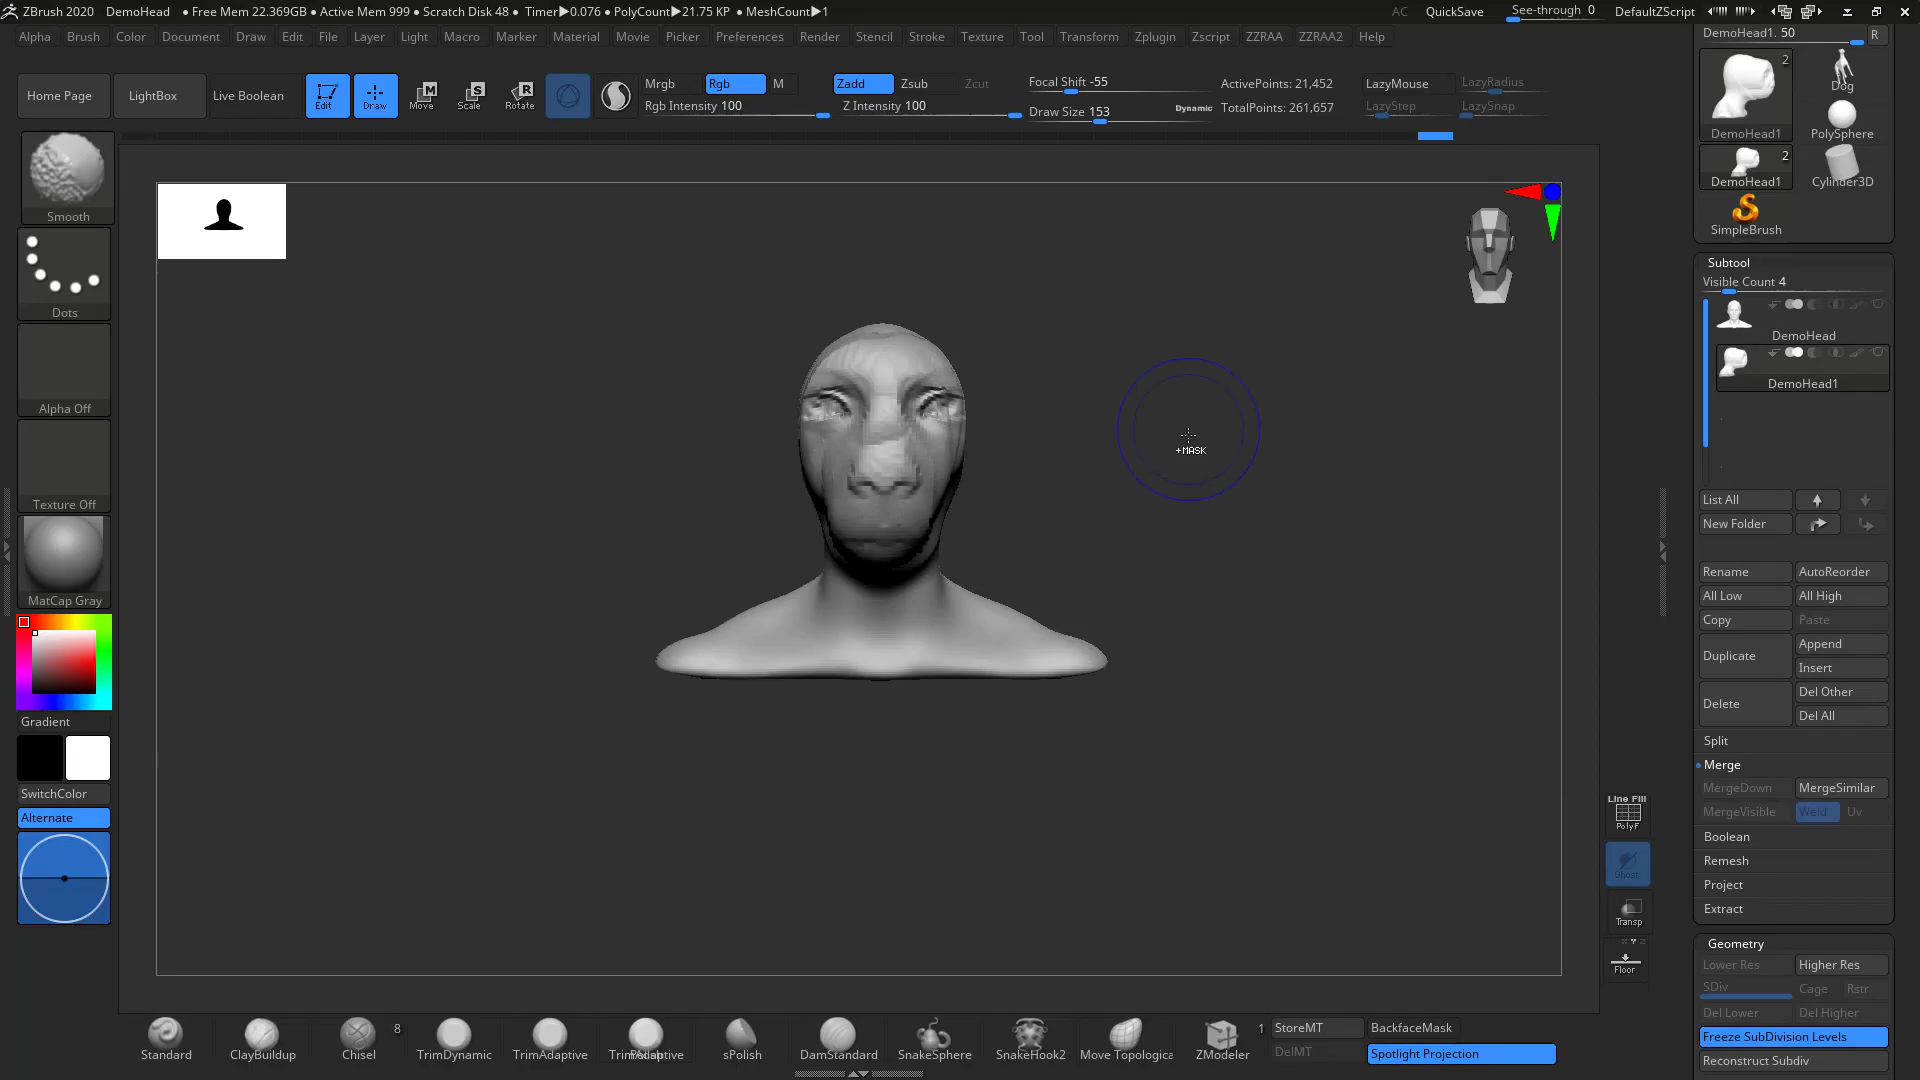 ZBrush 2020 DemoHead ● Free Mem 22.369GB ● Active Mem 999 ● Scratch Disk 48 ● Timer▶0.076 ● PolyCount▶21.75 KP ● MeshCount▶1
AC QuickSave See-through 0 DefaultZScript
Alpha Brush Color Document Draw Edit File Layer Light Macro Marker Material Movie Picker Preferences Render Stencil Stroke Texture Tool Transform Zplugin Zscript ZZRAA ZZRAA2 Help
Home Page LightBox Live Boolean
Edit Draw Move Scale Rotate
Mrgb Rgb M
Rgb Intensity 100
Zadd Zsub Zcut
Z Intensity 100
Focal Shift -55
Draw Size 153 Dynamic
ActivePoints: 21,452
TotalPoints: 261,657
LazyMouse LazyRadius
LazyStep LazySnap
Smooth
Dots
Alpha Off
Texture Off
MatCap Gray
Gradient
SwitchColor
Alternate
+MASK
Line Fill
PolyF
Ghost
Transp
Floor
DemoHead1. 50 R
2
DemoHead1
Dog
PolySphere
2
DemoHead1
Cylinder3D
SimpleBrush
Subtool
Visible Count 4
DemoHead
DemoHead1
List All
New Folder
Rename AutoReorder
All Low All High
Copy Paste
Duplicate Append
Insert
Delete Del Other
Del All
Split
Merge
MergeDown MergeSimilar
MergeVisible Weld Uv
Boolean
Remesh
Project
Extract
Geometry
Lower Res Higher Res
SDiv Cage Rstr
Del Lower Del Higher
Freeze SubDivision Levels
Reconstruct Subdiv
Standard ClayBuildup Chisel 8 TrimDynamic TrimAdaptive sPolish DamStandard SnakeSphere SnakeHook2 Move Topologica ZModeler 1
StoreMT BackfaceMask
DelMT Spotlight Projection